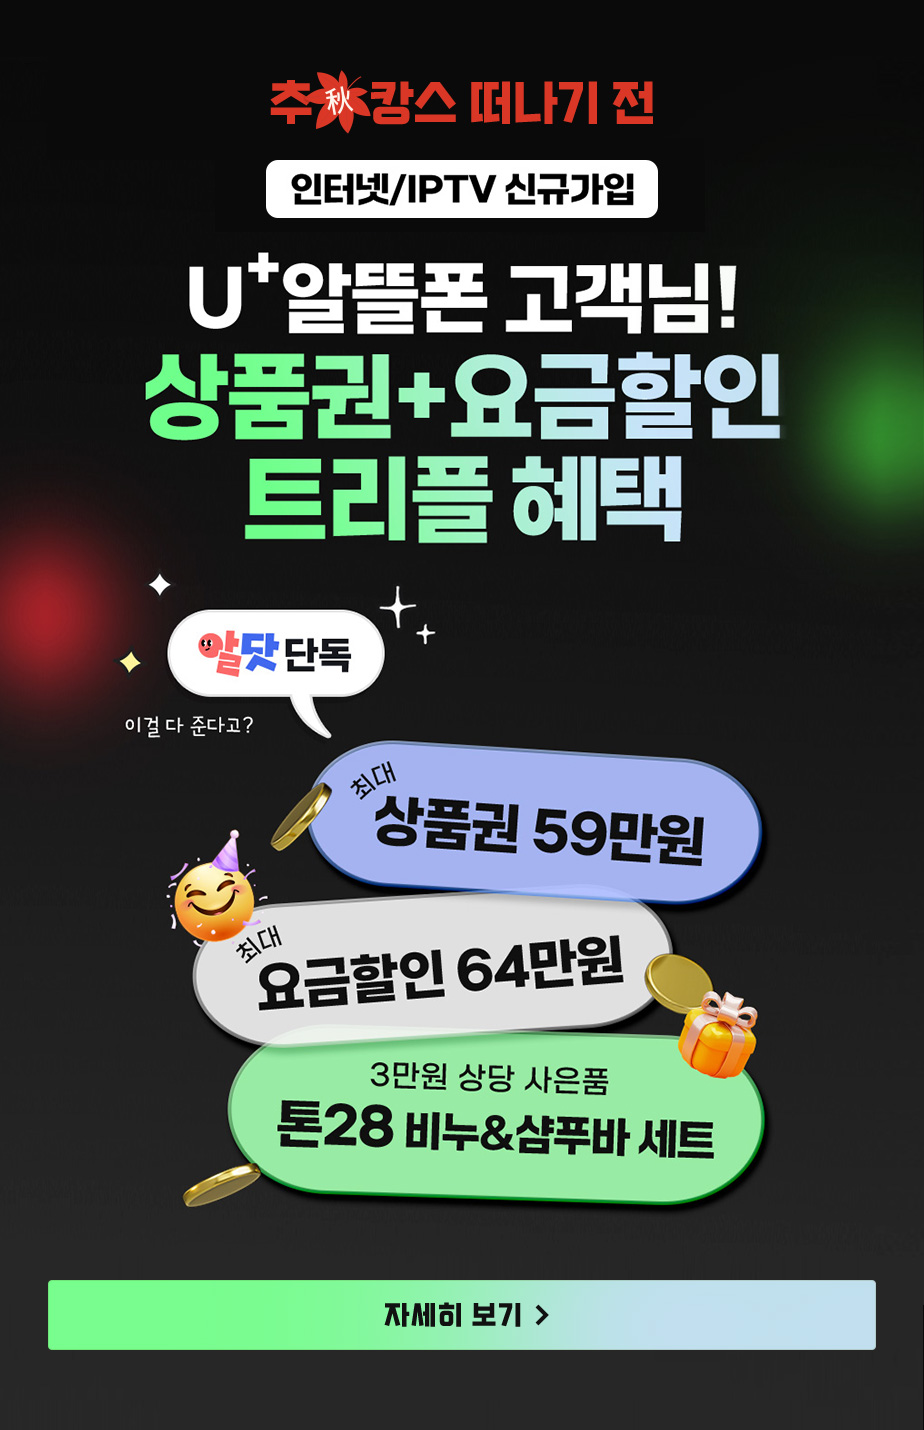 추秋캉스 떠나기 전
인터넷/IPTV 신규가입
U⁺알뜰폰 고객님!
상품권+요금할인
트리플 혜택
알닷 단독
이걸 다 준다고?
최대
상품권 59만원
최대
요금할인 64만원
3만원 상당 사은품
톤28 비누&샴푸바 세트
자세히 보기 >